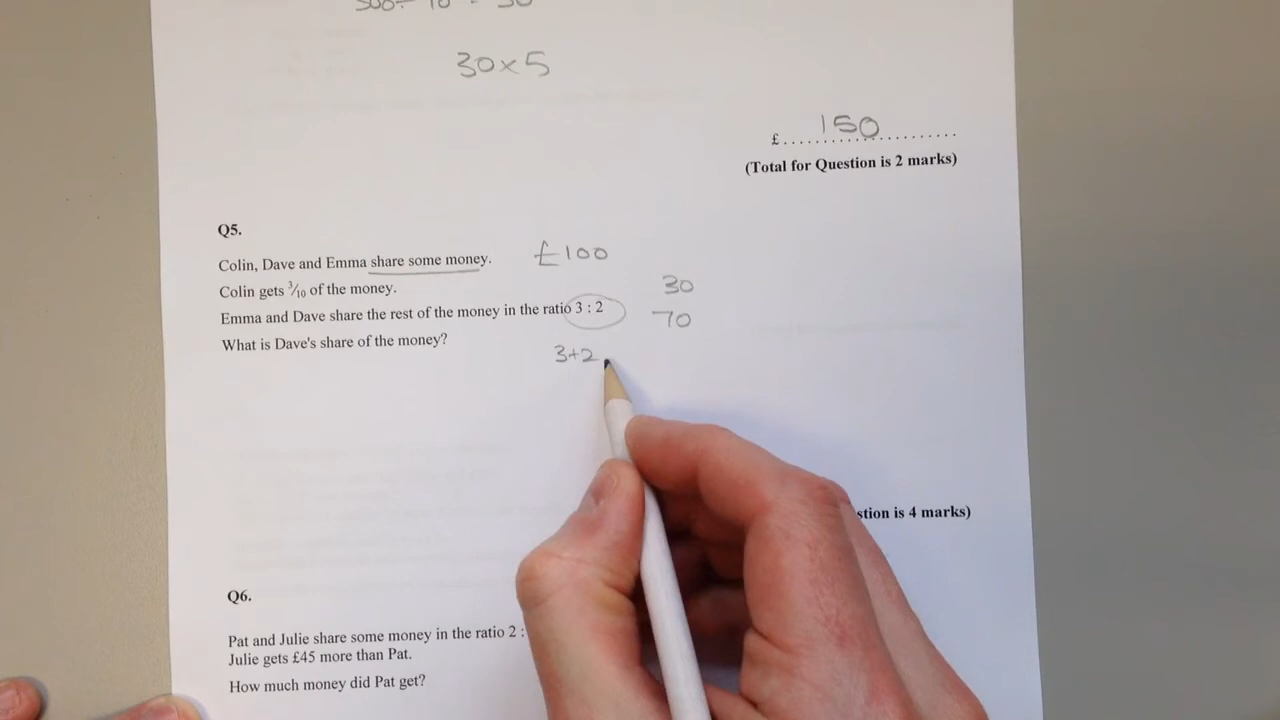 30×5
£......150......
(Total for Question is 2 marks)
Q5.
Colin, Dave and Emma share some money. £100
Colin gets 3/10 of the money. 30
Emma and Dave share the rest of the money in the ratio 3 : 2 70
What is Dave's share of the money?
3+2
stion is 4 marks)
Q6.
Pat and Julie share some money in the ratio 2 :
Julie gets £45 more than Pat.
How much money did Pat get?